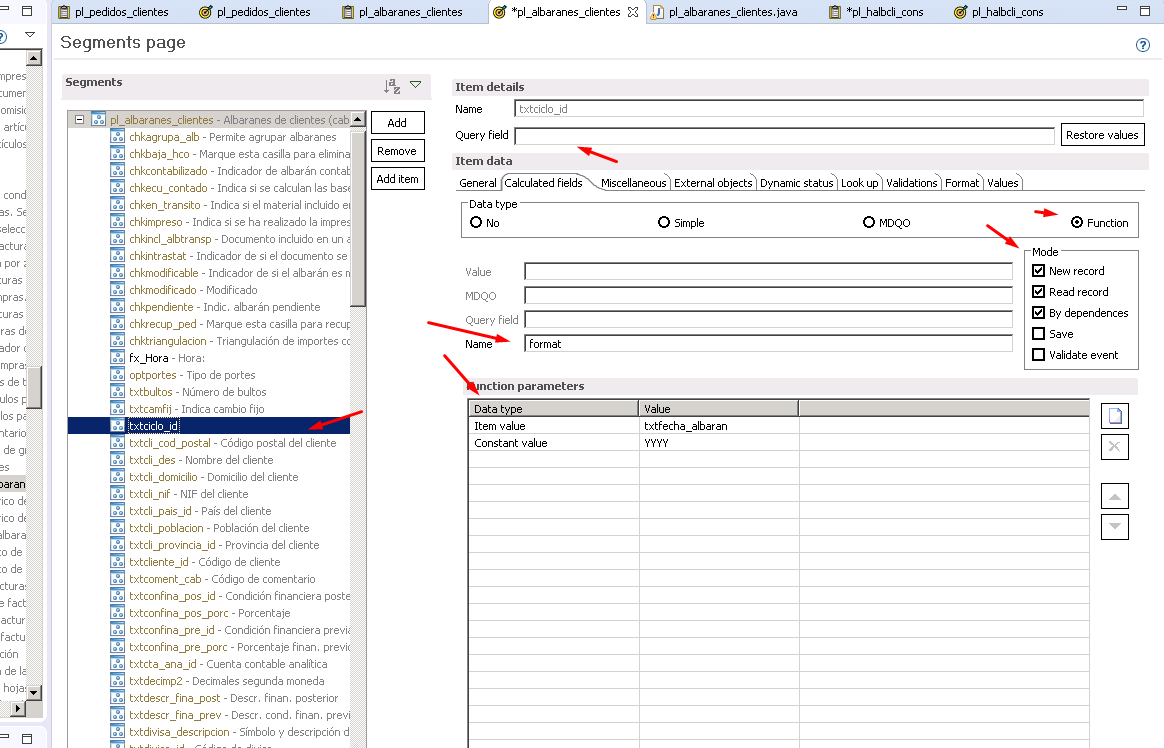 pl_pedidos_clientes
pl_pedidos_clientes
pl_albaranes_clientes
*pl_albaranes_clientes
pl_albaranes_clientes.java
*pl_halbcli_cons
pl_halbcli_cons
Segments page
Segments
pl_albaranes_clientes - Albaranes de clientes (cab
chkagrupa_alb - Permite agrupar albaranes
chkbaja_hco - Marque esta casilla para elimina
chkcontabilizado - Indicador de albarán contab
chkecu_contado - Indica si se calculan las base
chken_transito - Indica si el material incluido en
chkimpreso - Indica si se ha realizado la impres
chkincl_albtransp - Documento incluido en un a
chkintrastat - Indicador de si el documento se
chkmodificable - Indicador de si el albarán es m
chkmodificado - Modificado
chkpendiente - Indic. albarán pendiente
chkrecup_ped - Marque esta casilla para recup
chktriangulacion - Triangulación de importes co
fx_Hora - Hora:
optportes - Tipo de portes
txtbultos - Número de bultos
txtcamfij - Indica cambio fijo
txtciclo_id
txtcli_cod_postal - Código postal del cliente
txtcli_des - Nombre del cliente
txtcli_domicilio - Domicilio del cliente
txtcli_nif - NIF del cliente
txtcli_pais_id - País del cliente
txtcli_poblacion - Población del cliente
txtcli_provincia_id - Provincia del cliente
txtcliente_id - Código de cliente
txtcoment_cab - Código de comentario
txtconfina_pos_id - Condición financiera poste
txtconfina_pos_porc - Porcentaje
txtconfina_pre_id - Condición financiera previa
txtconfina_pre_porc - Porcentaje finan. previo
txtcta_ana_id - Cuenta contable analítica
txtdecimp2 - Decimales segunda moneda
txtdescr_fina_post - Descr. finan. posterior
txtdescr_fina_prev - Descr. cond. finan. previ
txtdivisa_descripcion - Símbolo y descripción d
Add
Remove
Add item
Item details
Name
txtciclo_id
Query field
Restore values
Item data
General
Calculated fields
Miscellaneous
External objects
Dynamic status
Look up
Validations
Format
Values
Data type
No
Simple
MDQO
Function
Value
MDQO
Query field
Name
format
Mode
New record
Read record
By dependences
Save
Validate event
unction parameters
Data type
Value
Item value
txtfecha_albaran
Constant value
YYYY